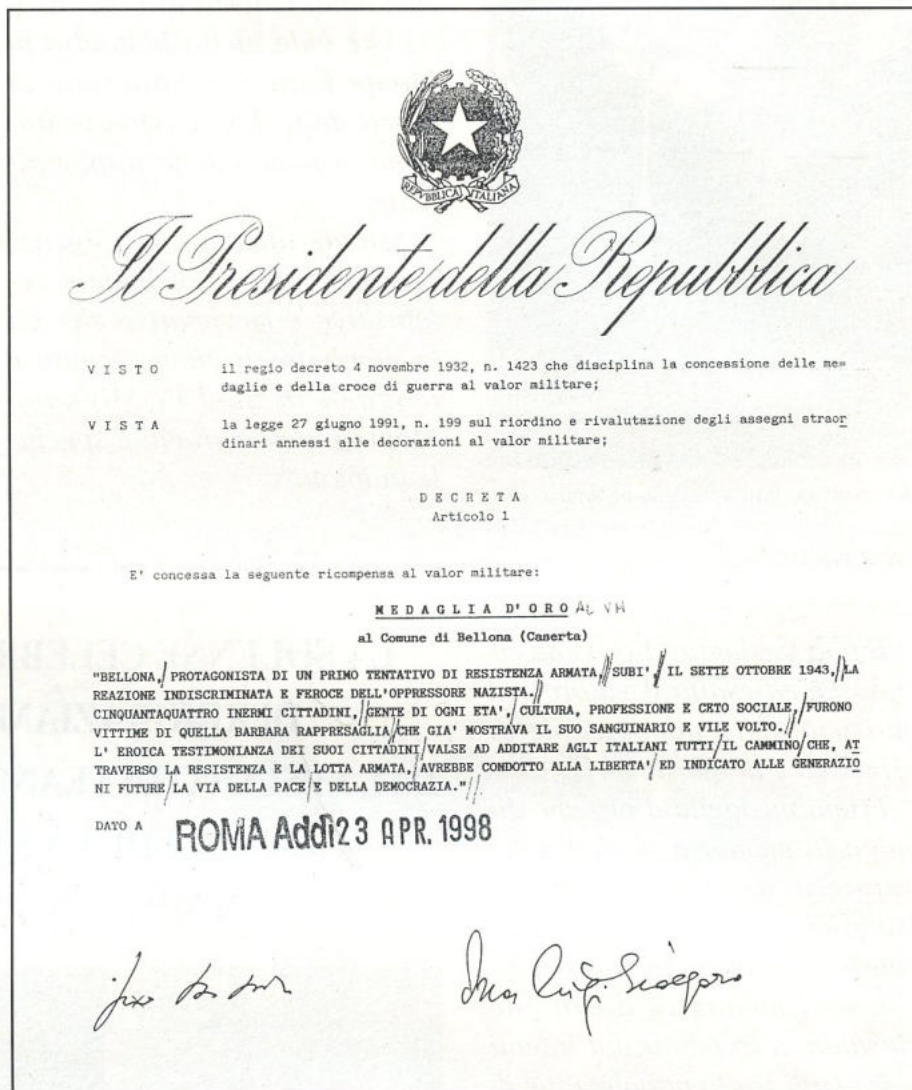 REPVBBLICA ITALIANA
Il Presidente della Repubblica
VISTO il regio decreto 4 novembre 1932, n. 1423 che disciplina la concessione delle me=
daglie e della croce di guerra al valor militare;
VISTA la legge 27 giugno 1991, n. 199 sul riordino e rivalutazione degli assegni straor
dinari annessi alle decorazioni al valor militare;
DECRETA
Articolo 1
E' concessa la seguente ricompensa al valor militare:
MEDAGLIA D'ORO AL VM
al Comune di Bellona (Caserta)
"BELLONA, PROTAGONISTA DI UN PRIMO TENTATIVO DI RESISTENZA ARMATA, SUBI', IL SETTE OTTOBRE 1943, LA
REAZIONE INDISCRIMINATA E FEROCE DELL'OPPRESSORE NAZISTA.
CINQUANTAQUATTRO INERMI CITTADINI, GENTE DI OGNI ETA', CULTURA, PROFESSIONE E CETO SOCIALE, FURONO
VITTIME DI QUELLA BARBARA RAPPRESAGLIA CHE GIA' MOSTRAVA IL SUO SANGUINARIO E VILE VOLTO.
L' EROICA TESTIMONIANZA DEI SUOI CITTADINI VALSE AD ADDITARE AGLI ITALIANI TUTTI IL CAMMINO CHE, AT
TRAVERSO LA RESISTENZA E LA LOTTA ARMATA, AVREBBE CONDOTTO ALLA LIBERTA' ED INDICATO ALLE GENERAZIO
NI FUTURE LA VIA DELLA PACE E DELLA DEMOCRAZIA."
DATO A ROMA Addì 23 APR. 1998